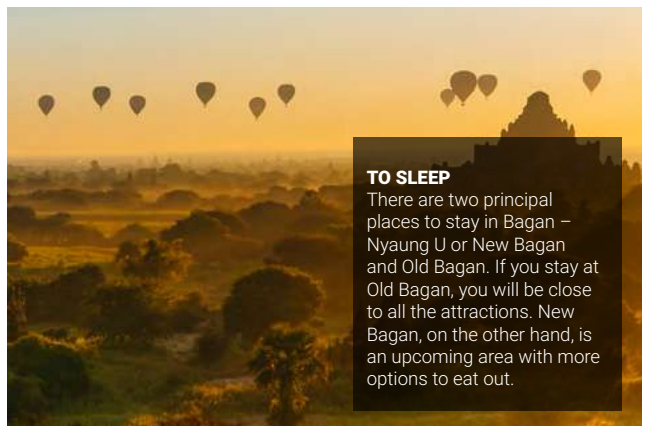 TO SLEEP
There are two principal
places to stay in Bagan –
Nyaung U or New Bagan
and Old Bagan. If you stay at
Old Bagan, you will be close
to all the attractions. New
Bagan, on the other hand, is
an upcoming area with more
options to eat out.